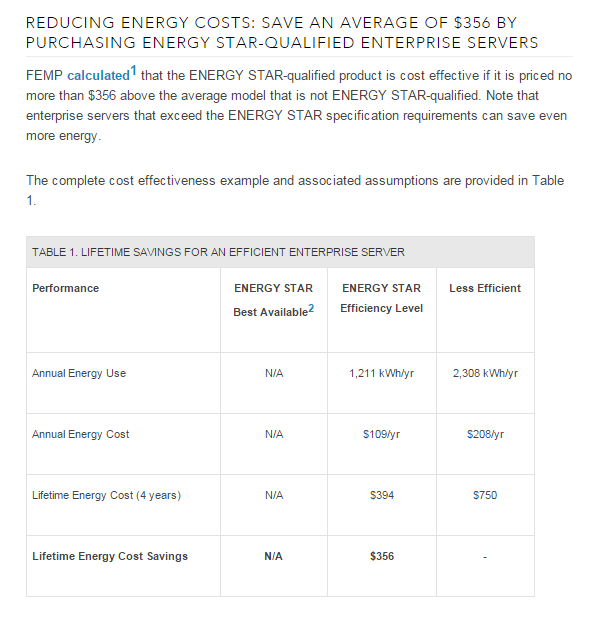 REDUCING ENERGY COSTS: SAVE AN AVERAGE OF $356 BY
PURCHASING ENERGY STAR-QUALIFIED ENTERPRISE SERVERS
FEMP calculated1 that the ENERGY STAR-qualified product is cost effective if it is priced no
more than $356 above the average model that is not ENERGY STAR-qualified. Note that
enterprise servers that exceed the ENERGY STAR specification requirements can save even
more energy.
The complete cost effectiveness example and associated assumptions are provided in Table
1.
TABLE 1. LIFETIME SAVINGS FOR AN EFFICIENT ENTERPRISE SERVER
Performance ENERGY STAR ENERGY STAR Less Efficient
Best Available2 Efficiency Level
Annual Energy Use N/A 1,211 kWh/yr 2,308 kWh/yr
Annual Energy Cost N/A $109/yr $208/yr
Lifetime Energy Cost (4 years) N/A $394 $750
Lifetime Energy Cost Savings N/A $356 -